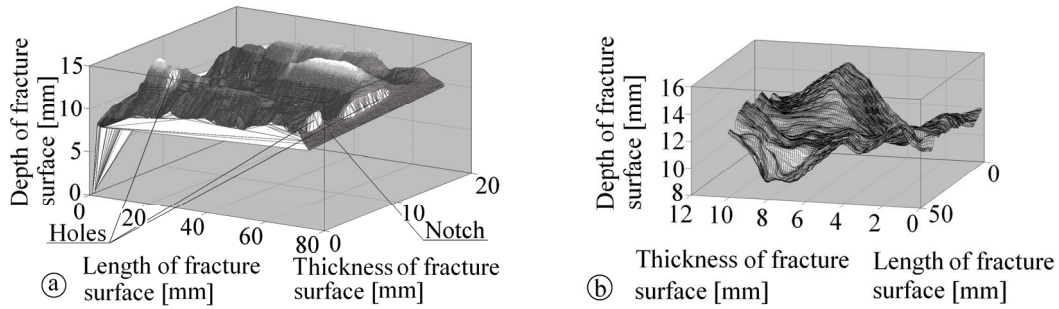 Depth of fracture
surface [mm]
15
10
5
0
0
20
40
60
80
0
10
20
Holes
Notch
Length of fracture
surface [mm]
Thickness of fracture
surface [mm]
a
Depth of fracture
surface [mm]
16
14
12
10
8
12
10
8
6
4
2
0
50
0
Thickness of fracture
surface [mm]
Length of fracture
surface [mm]
b